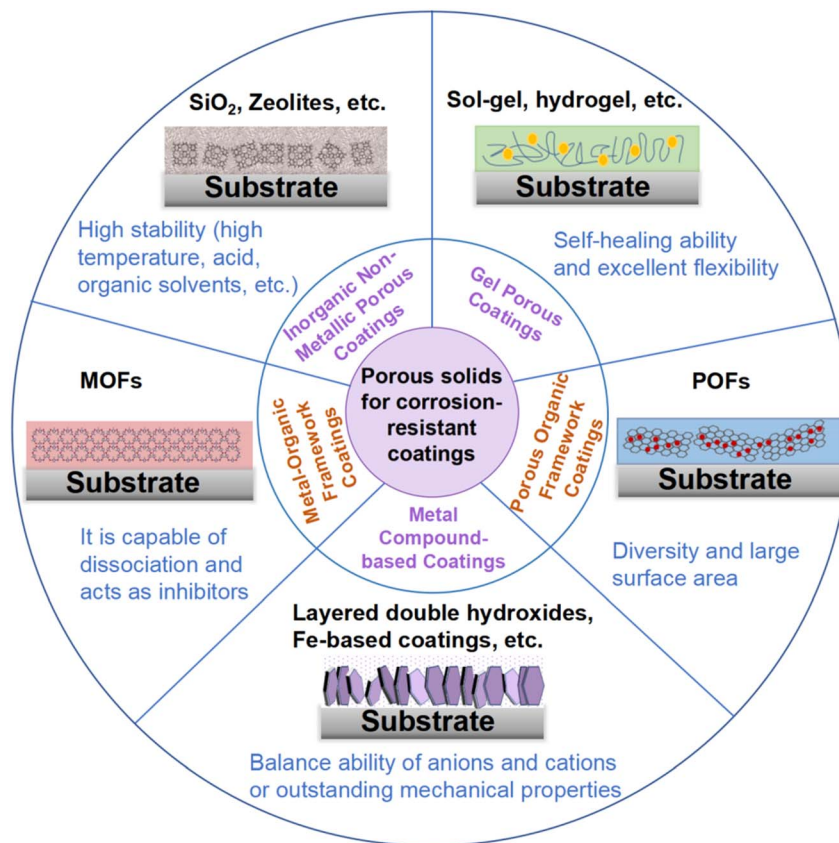 SiO₂, Zeolites, etc.
Substrate
High stability (high
temperature, acid,
organic solvents, etc.)
Sol-gel, hydrogel, etc.
Substrate
Self-healing ability
and excellent flexibility
Inorganic Non-
Metallic Porous
Coatings
Gel Porous
Coatings
MOFs
Substrate
It is capable of
dissociation and
acts as inhibitors
Metal-Organic
Framework
Coatings
Porous solids
for corrosion-
resistant
coatings
Porous Organic
Framework
Coatings
POFs
Substrate
Diversity and large
surface area
Metal
Compound-
based Coatings
Layered double hydroxides,
Fe-based coatings, etc.
Substrate
Balance ability of anions and cations
or outstanding mechanical properties